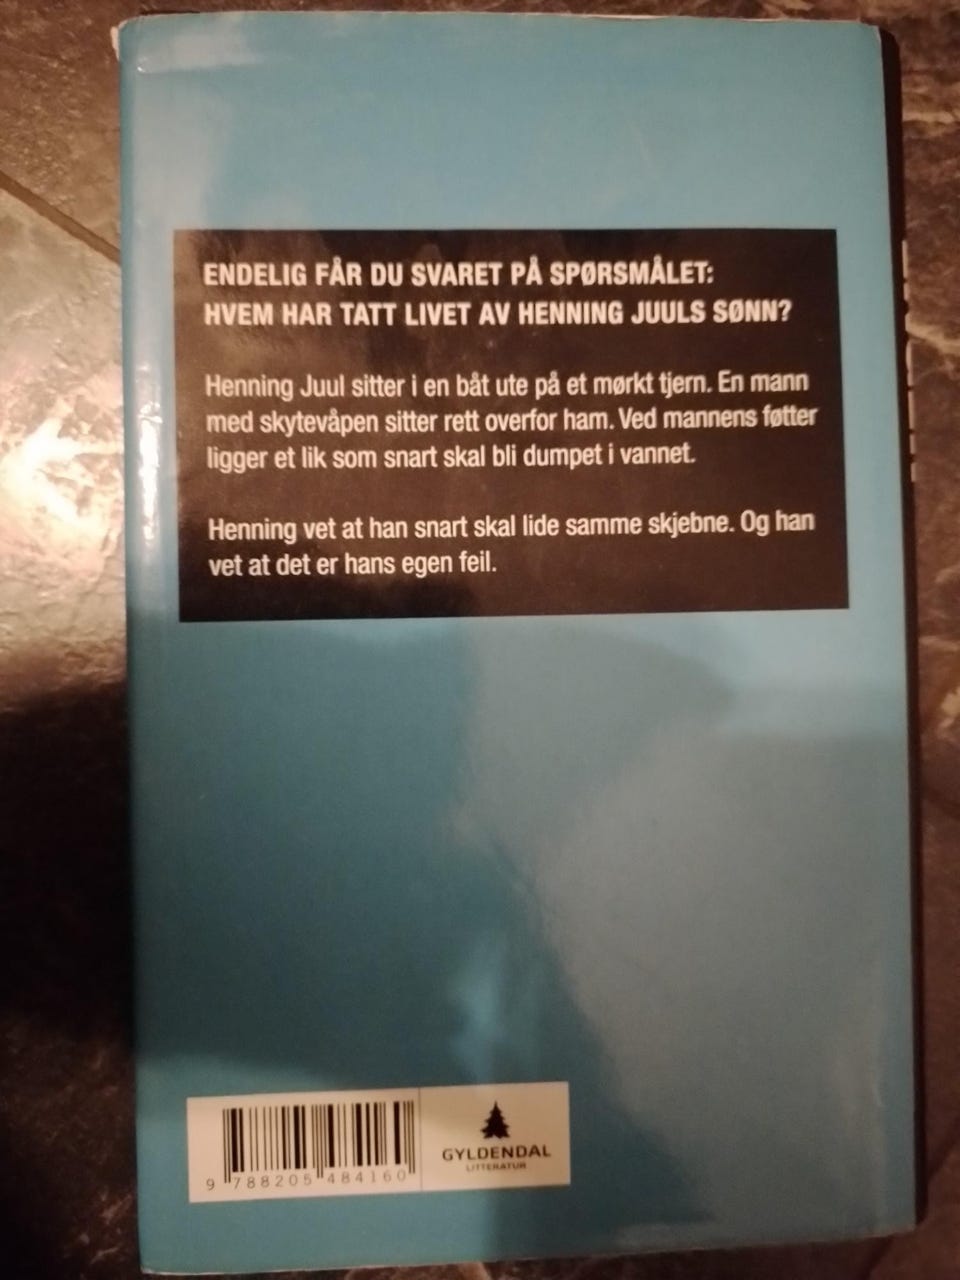 ENDELIG FÅR DU SVARET PÅ SPØRSMÅLET:
HVEM HAR TATT LIVET AV HENNING JUULS SØNN?
Henning Juul sitter i en båt ute på et mørkt tjern. En mann
med skytevåpen sitter rett overfor ham. Ved mannens føtter
ligger et lik som snart skal bli dumpet i vannet.
Henning vet at han snart skal lide samme skjebne. Og han
vet at det er hans egen feil.
9 788205 484160
GYLDENDAL
LITTERATUR